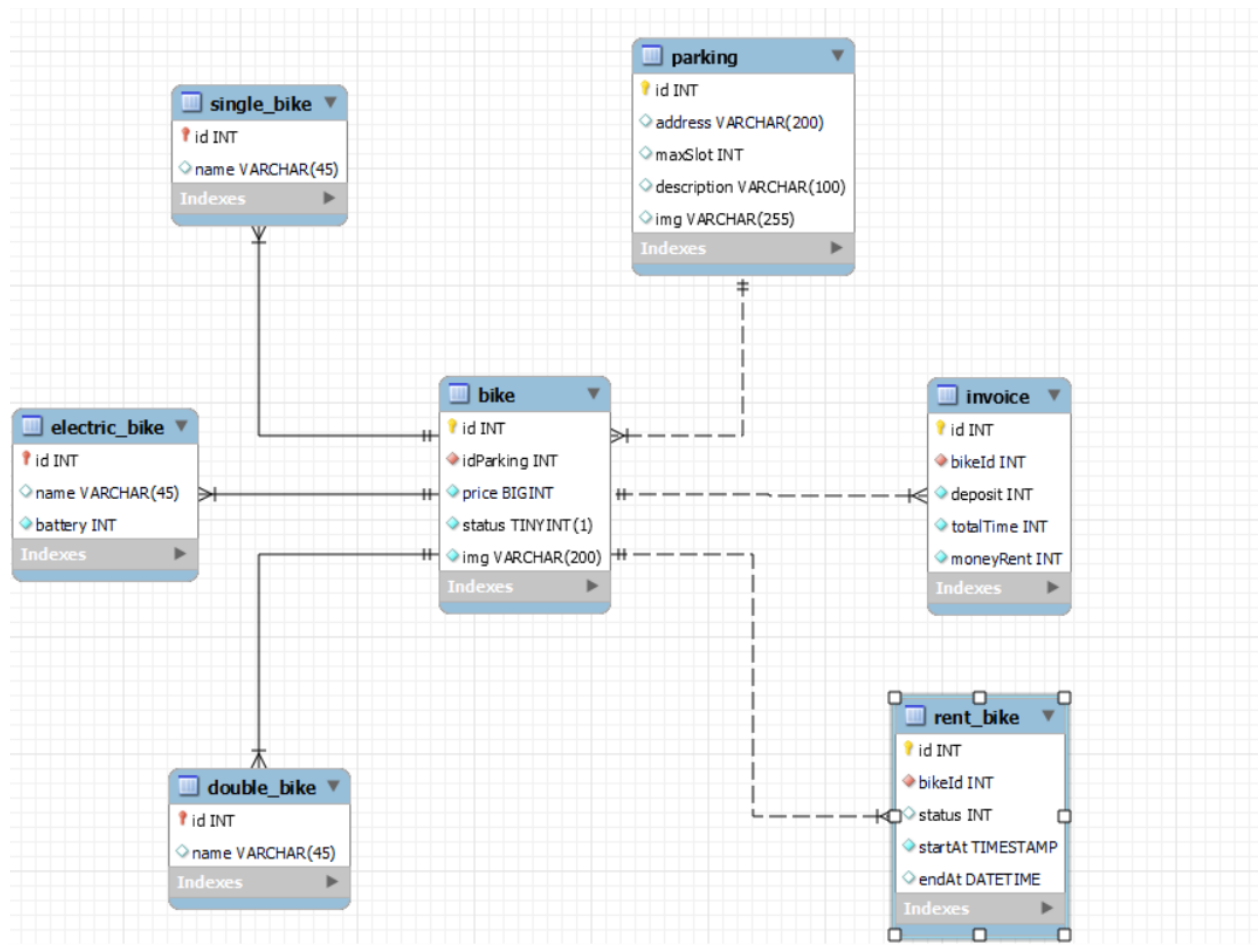 parking
id INT
address VARCHAR(200)
maxSlot INT
description VARCHAR(100)
img VARCHAR(255)
Indexes
single_bike
id INT
name VARCHAR(45)
Indexes
electric_bike
id INT
name VARCHAR(45)
battery INT
Indexes
bike
id INT
idParking INT
price BIGINT
status TINYINT(1)
img VARCHAR(200)
Indexes
invoice
id INT
bikeId INT
deposit INT
totalTime INT
moneyRent INT
Indexes
double_bike
id INT
name VARCHAR(45)
Indexes
rent_bike
id INT
bikeId INT
status INT
startAt TIMESTAMP
endAt DATETIME
Indexes